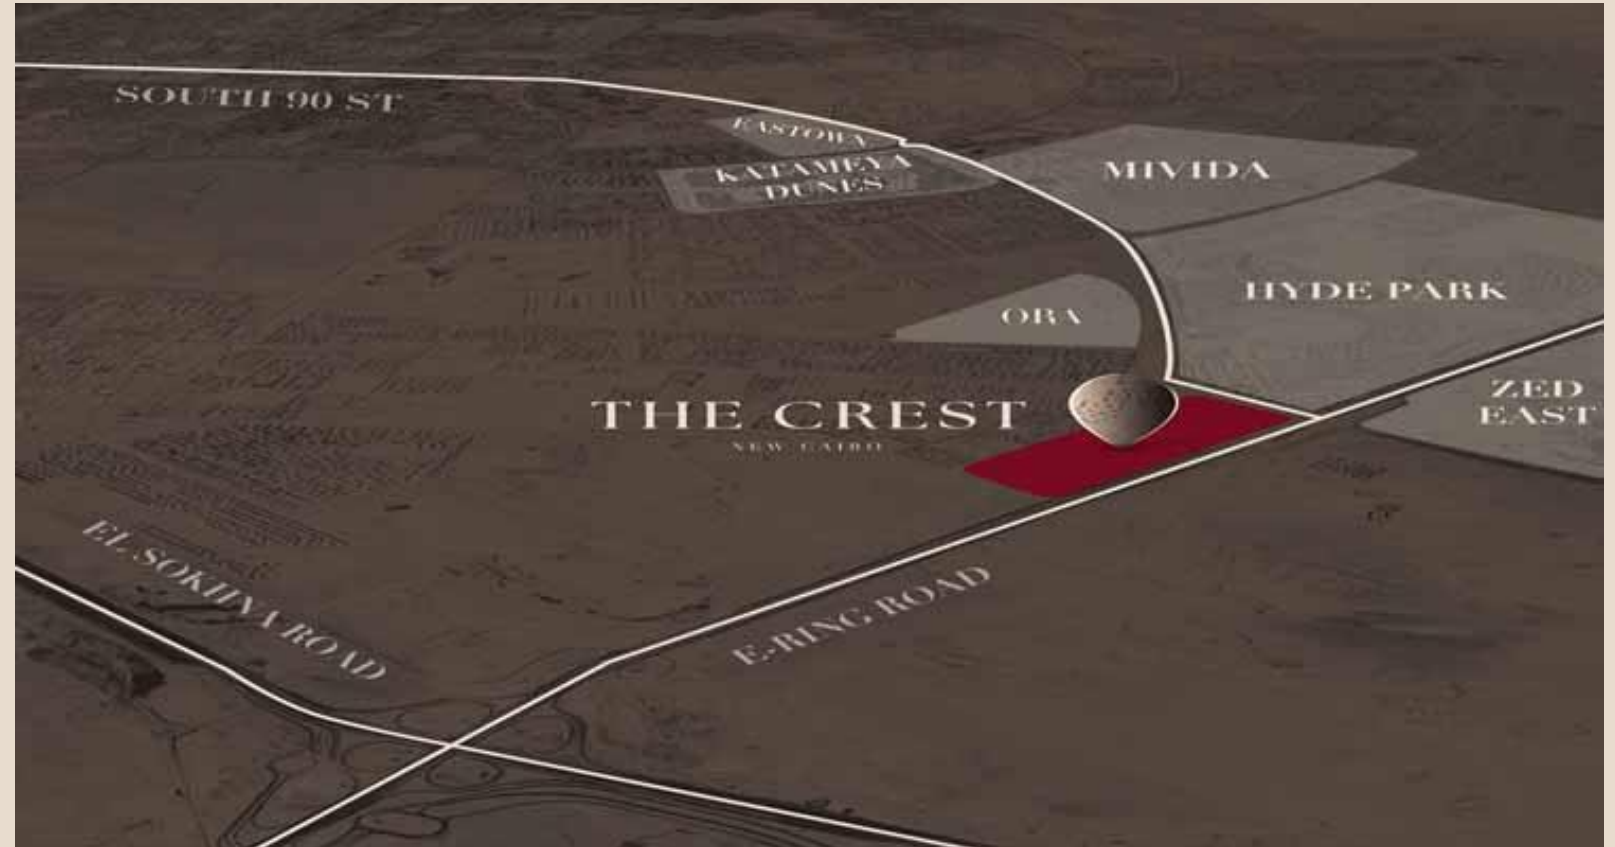 SOUTH 90 ST
EASTOWN
KATAMEYA
DUNES
MIVIDA
HYDE PARK
ORA
ZED
EAST
THE CREST
NEW CAIRO
EL SOKHNA ROAD
E-RING ROAD